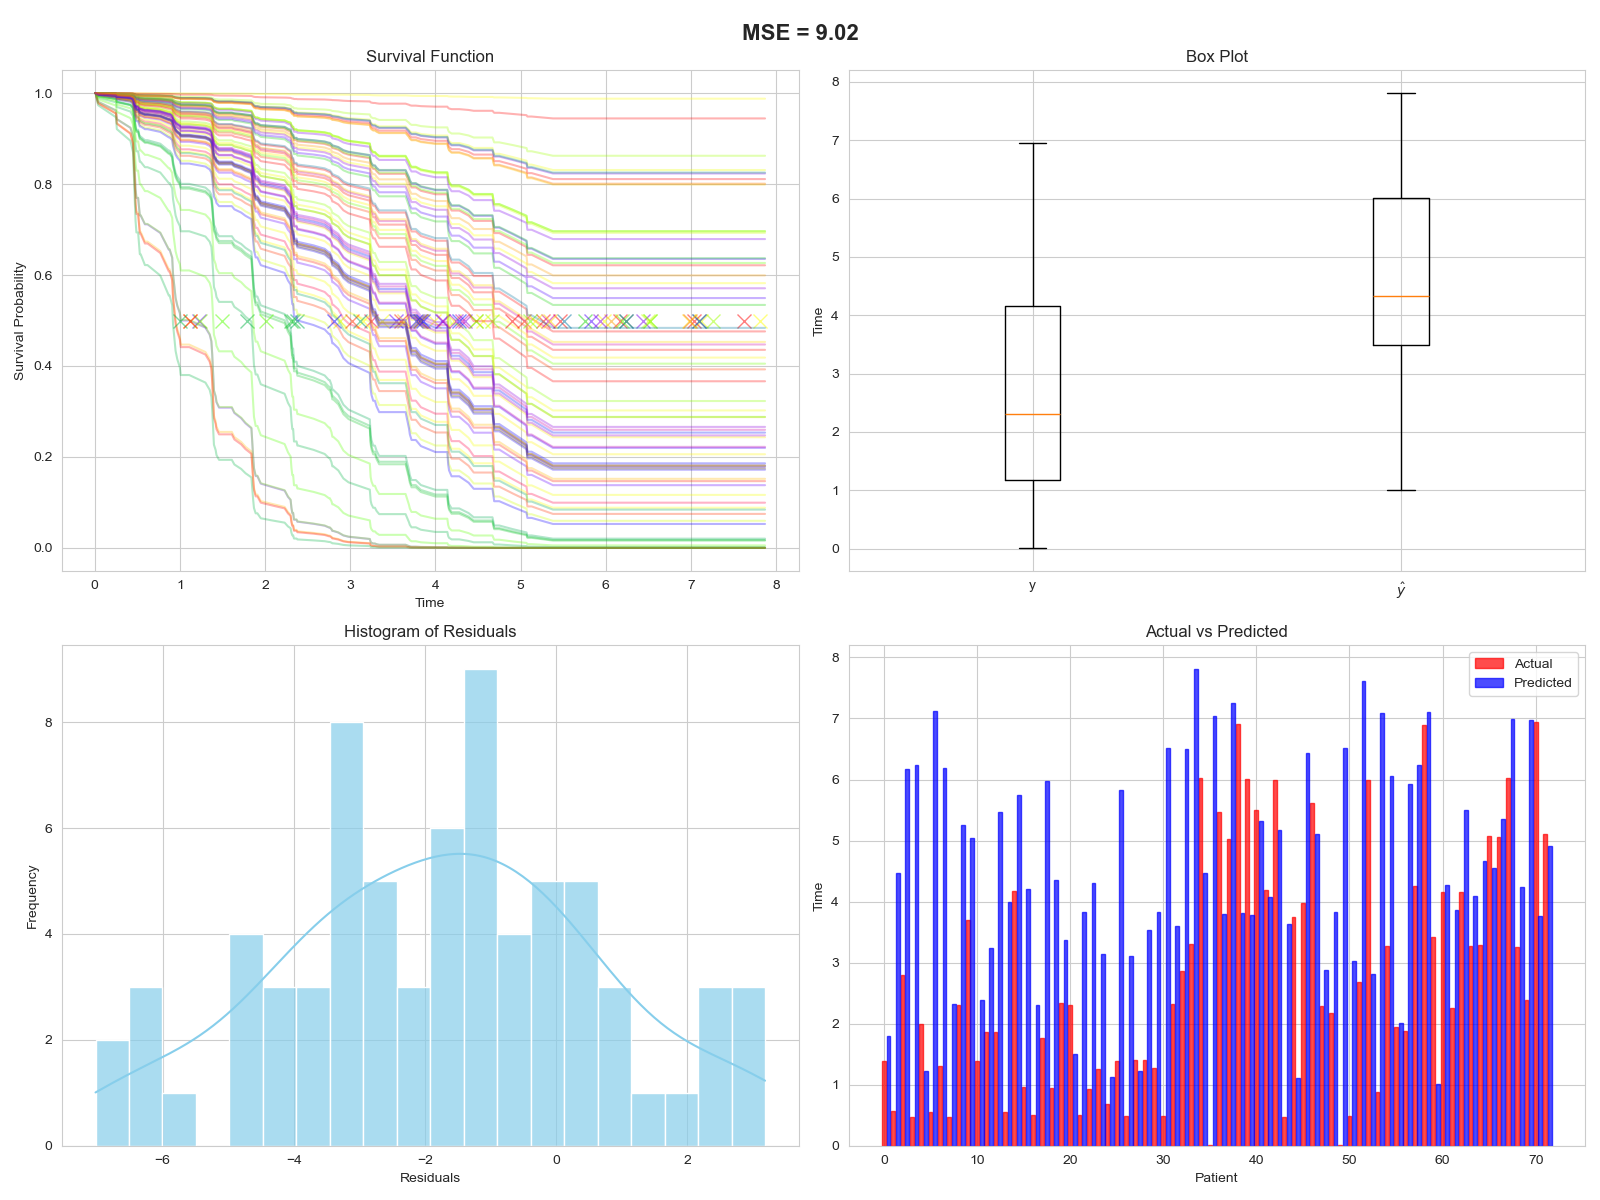 MSE = 9.02
Survival Function
Survival Probability
1.0
0.8
0.6
0.4
0.2
0.0
0 1 2 3 4 5 6 7 8
Time
Box Plot
Time
8
7
6
5
4
3
2
1
0
y ŷ
Histogram of Residuals
Frequency
8
6
4
2
0
−6 −4 −2 0 2
Residuals
Actual vs Predicted
Actual
Predicted
Time
8
7
6
5
4
3
2
1
0
0 10 20 30 40 50 60 70
Patient